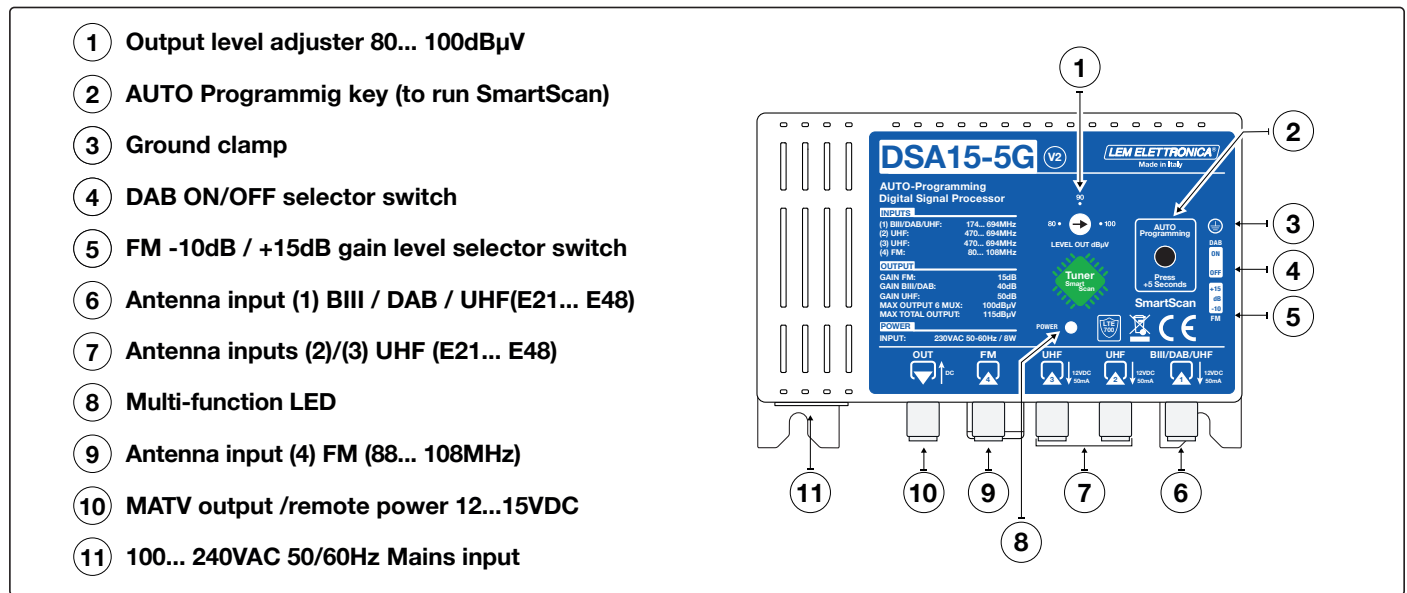 1 Output level adjuster 80... 100dBµV
2 AUTO Programmig key (to run SmartScan)
3 Ground clamp
4 DAB ON/OFF selector switch
5 FM -10dB / +15dB gain level selector switch
6 Antenna input (1) BIII / DAB / UHF(E21... E48)
7 Antenna inputs (2)/(3) UHF (E21... E48)
8 Multi-function LED
9 Antenna input (4) FM (88... 108MHz)
10 MATV output /remote power 12...15VDC
11 100... 240VAC 50/60Hz Mains input
1
2
3
4
5
DSA15-5G V2
LEM ELETTRONICA®
Made in Italy
AUTO-Programming
Digital Signal Processor
INPUTS
(1) BIII/DAB/UHF: 174... 694MHz
(2) UHF: 470... 694MHz
(3) UHF: 470... 694MHz
(4) FM: 80... 108MHz
OUTPUT
GAIN FM: 15dB
GAIN BIII/DAB: 40dB
GAIN UHF: 50dB
MAX OUTPUT 6 MUX: 100dBµV
MAX TOTAL OUTPUT: 115dBµV
POWER
INPUT: 230VAC 50-60Hz / 8W
90
80 • • 100
LEVEL OUT dBµV
Tuner
Smart
Scan
POWER
LTE
700
CE
AUTO
Programming
Press
+5 Seconds
SmartScan
DAB
ON
OFF
+15
dB
-10
FM
OUT FM UHF UHF BIII/DAB/UHF
DC 4 3 12VDC 2 12VDC 1 12VDC
50mA 50mA 50mA
11 10 9 7 6
8